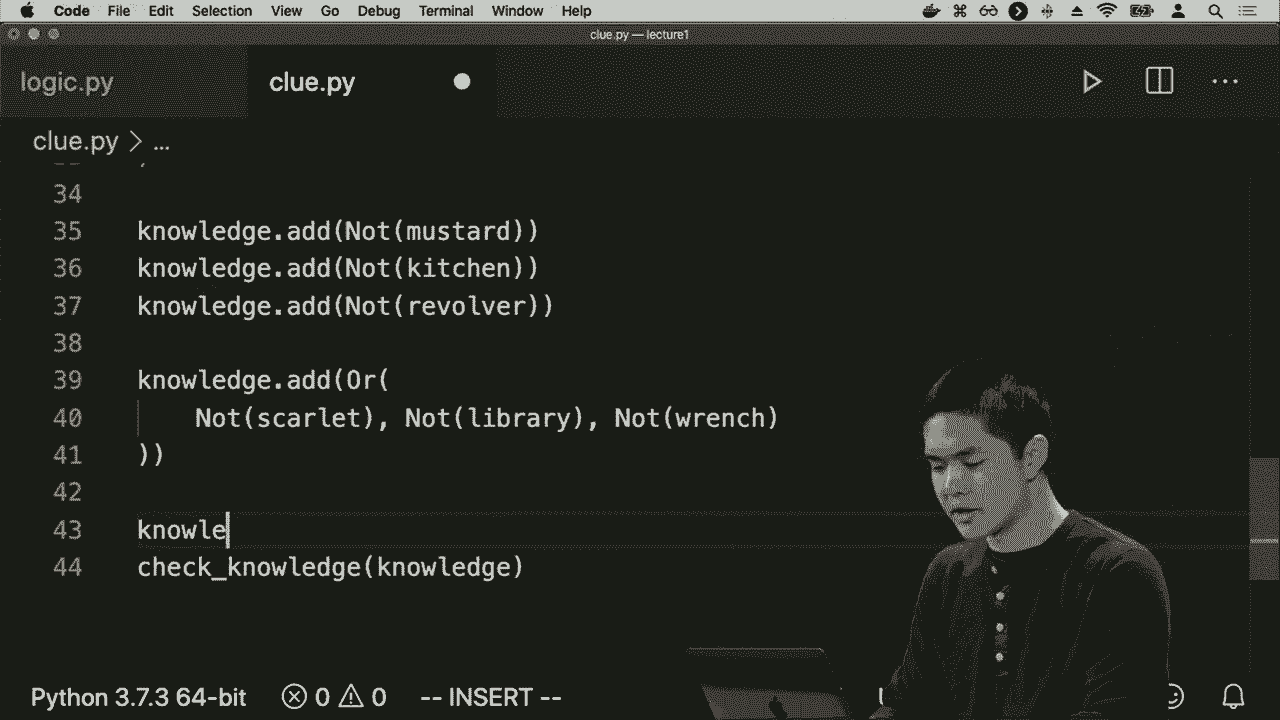 Code File Edit Selection View Go Debug Terminal Window Help
clue.py — lecture1
logic.py clue.py
clue.py > ...
34
35 knowledge.add(Not(mustard))
36 knowledge.add(Not(kitchen))
37 knowledge.add(Not(revolver))
38
39 knowledge.add(Or(
40 Not(scarlet), Not(library), Not(wrench)
41 ))
42
43 knowle
44 check_knowledge(knowledge)
Python 3.7.3 64-bit 0 0 -- INSERT --